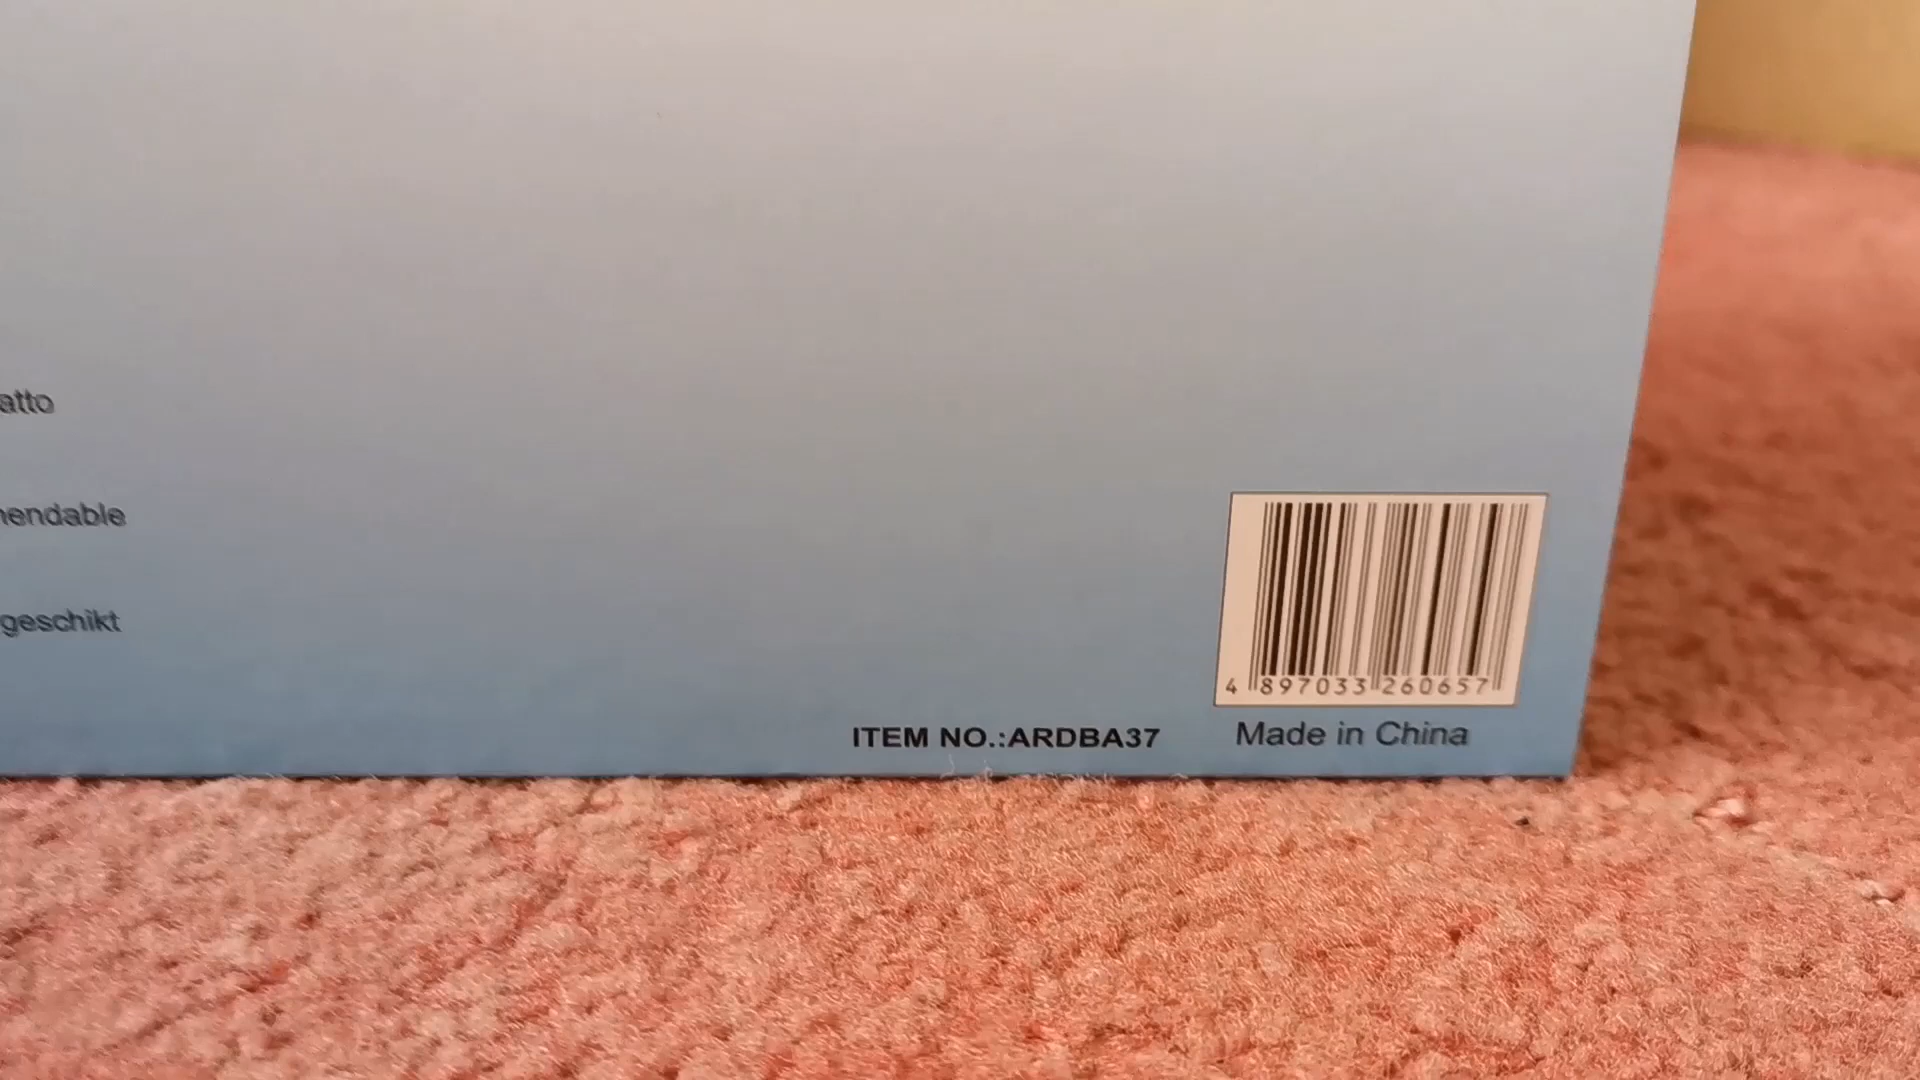 atto
hendable
geschikt
4 897033 260657
ITEM NO.:ARDBA37
Made in China